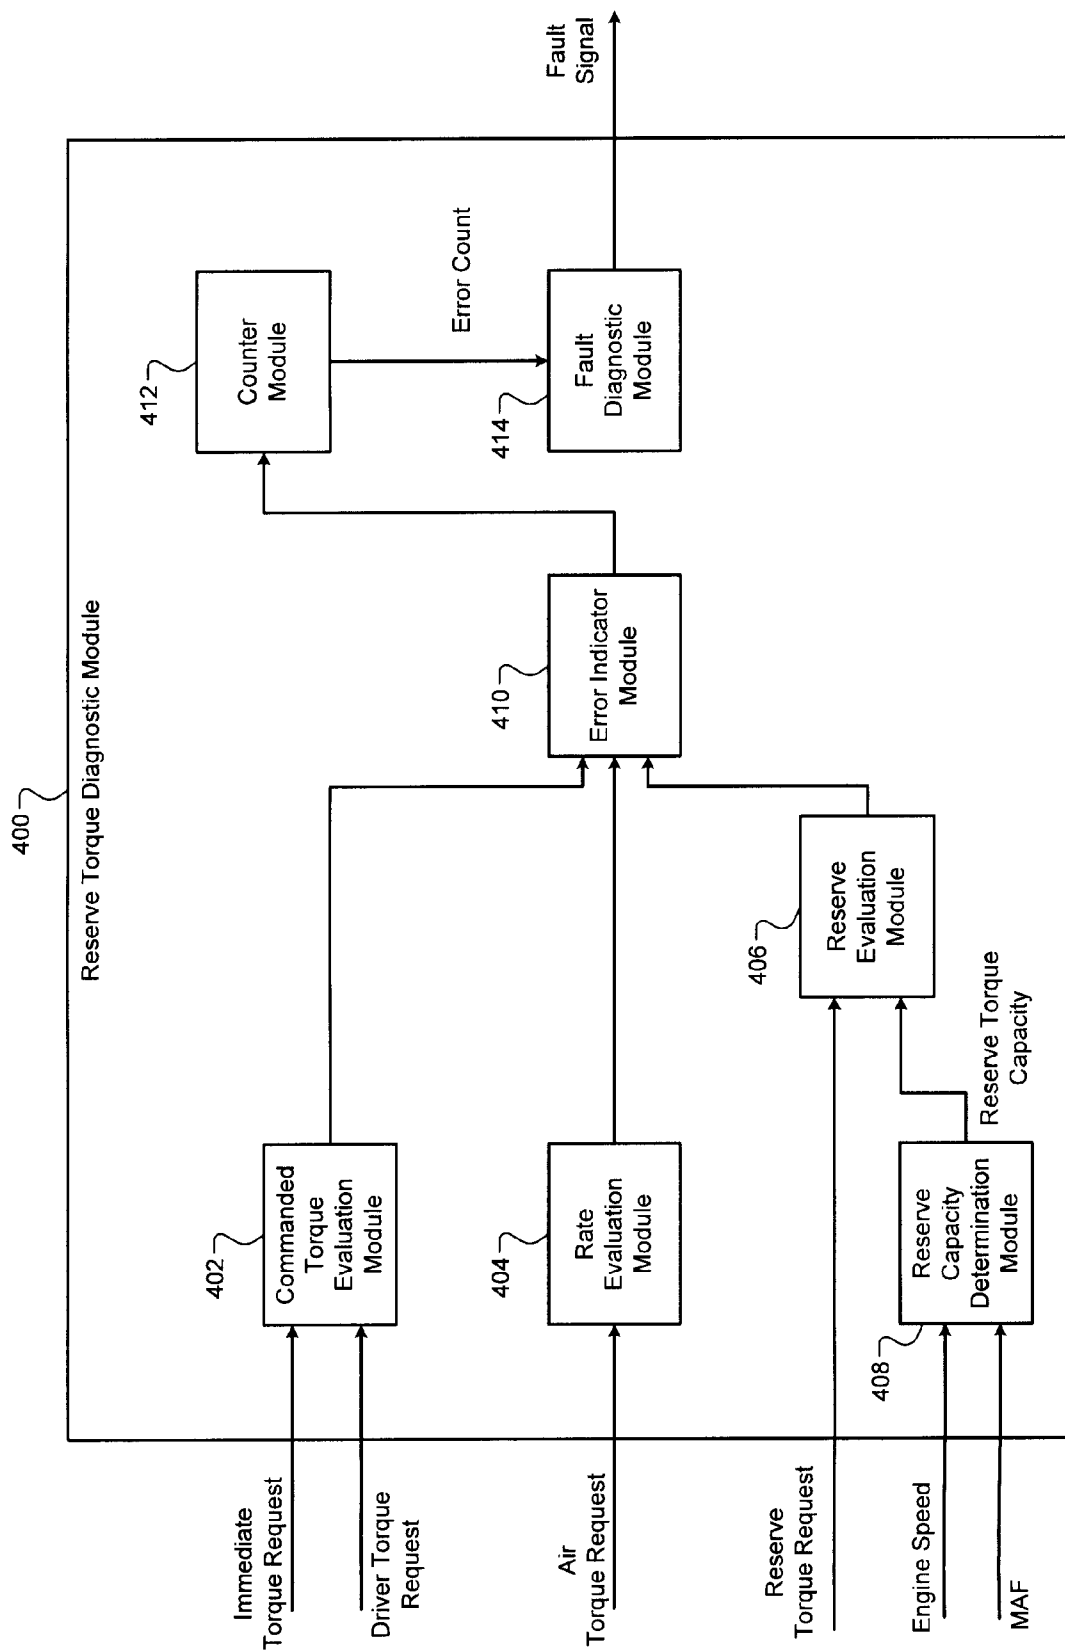 400
Reserve Torque Diagnostic Module
Immediate
Torque Request
Driver Torque
Request
402
Commanded
Torque
Evaluation
Module
Air
Torque Request
404
Rate
Evaluation
Module
Reserve
Torque Request
406
Reserve
Evaluation
Module
Engine Speed
MAF
408
Reserve
Capacity
Determination
Module
Reserve Torque
Capacity
410
Error Indicator
Module
412
Counter
Module
Error Count
414
Fault
Diagnostic
Module
Fault
Signal